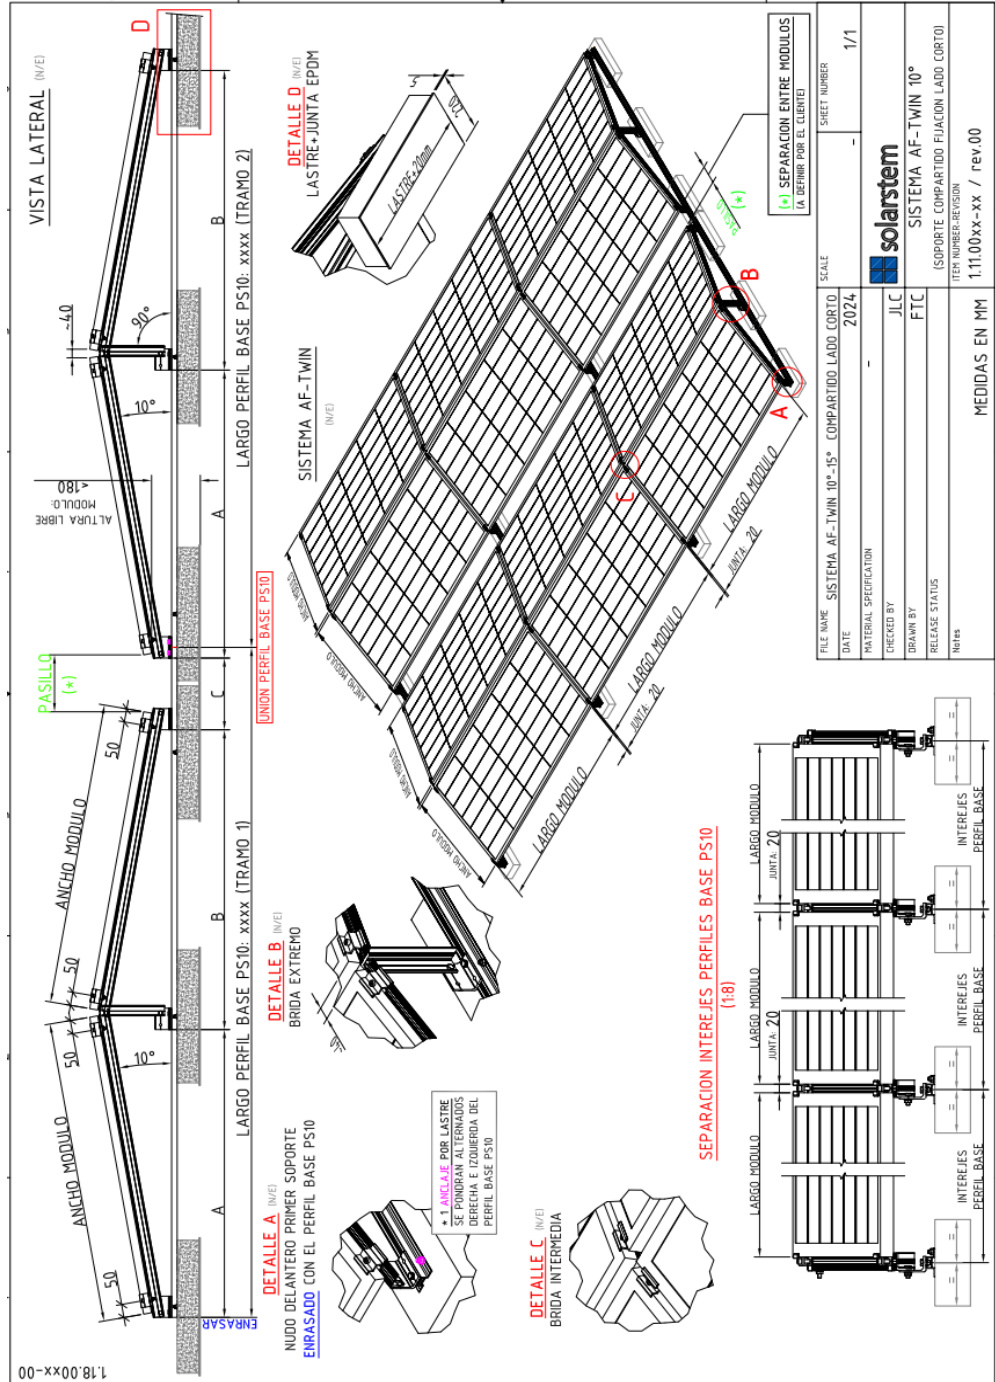 1.18.00xx-00
VISTA LATERAL (N/E)
ANCHO MODULO
ANCHO MODULO
50
50
50
50
10°
A
B
C
A
B
ENRASAR
PASILLO
(*)
ALTURA LIBRE
MODULO:
<180
10°
90°
~40
D
LARGO PERFIL BASE PS10: xxxx (TRAMO 1)
UNION PERFIL BASE PS10
LARGO PERFIL BASE PS10: xxxx (TRAMO 2)
DETALLE A (N/E)
NUDO DELANTERO PRIMER SOPORTE
ENRASADO CON EL PERFIL BASE PS10
* 1 ANCLAJE POR LASTRE
SE PONDRAN ALTERNADOS
DERECHA E IZQUIERDA DEL
PERFIL BASE PS10
DETALLE B (N/E)
BRIDA EXTREMO
DETALLE C (N/E)
BRIDA INTERMEDIA
SISTEMA AF-TWIN
(N/E)
DETALLE D (N/E)
LASTRE+JUNTA EPDM
LASTRE+20mm
5
220
ANCHO MODULO
ANCHO MODULO
ANCHO MODULO
ANCHO MODULO
LARGO MODULO
JUNTA: 20
LARGO MODULO
JUNTA: 20
LARGO MODULO
A
B
C
PASILLO
(*)
(*) SEPARACION ENTRE MODULOS
(A DEFINIR POR EL CLIENTE)
SEPARACION INTEREJES PERFILES BASE PS10
(1:8)
LARGO MODULO
JUNTA: 20
LARGO MODULO
JUNTA: 20
LARGO MODULO
= =
= =
= =
= =
INTEREJES
PERFIL BASE
INTEREJES
PERFIL BASE
INTEREJES
PERFIL BASE
FILE NAME SISTEMA AF-TWIN 10°-15° COMPARTIDO LADO CORTO
DATE 2024
MATERIAL SPECIFICATION -
CHECKED BY JLC
DRAWN BY FTC
RELEASE STATUS
Notes
MEDIDAS EN MM
SCALE -
SHEET NUMBER 1/1
solarstem
SISTEMA AF-TWIN 10°
(SOPORTE COMPARTIDO FIJACION LADO CORTO)
ITEM NUMBER-REVISION
1.11.00xx-xx / rev.00